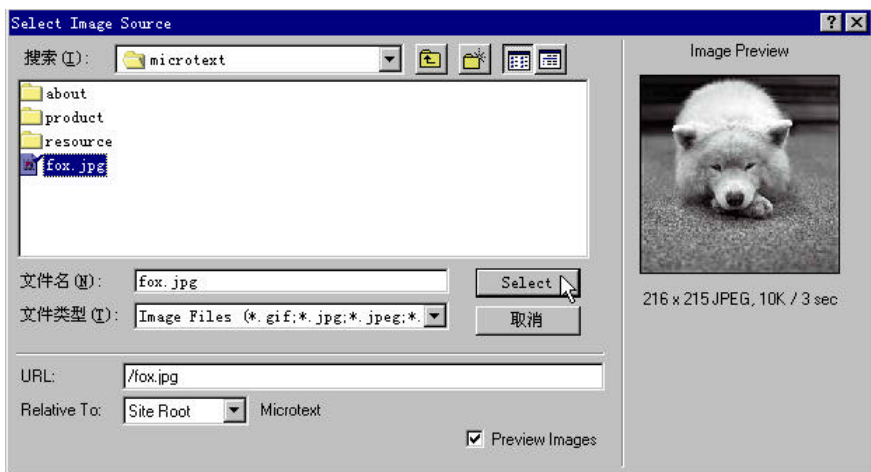 Select Image Source
搜索(I): microtext
Image Preview
about
product
resource
fox.jpg
文件名(N): fox.jpg
Select
文件类型(T): Image Files (*.gif;*.jpg;*.jpeg;*.
取消
216 x 215 JPEG, 10K / 3 sec
URL: /fox.jpg
Relative To: Site Root Microtext
Preview Images